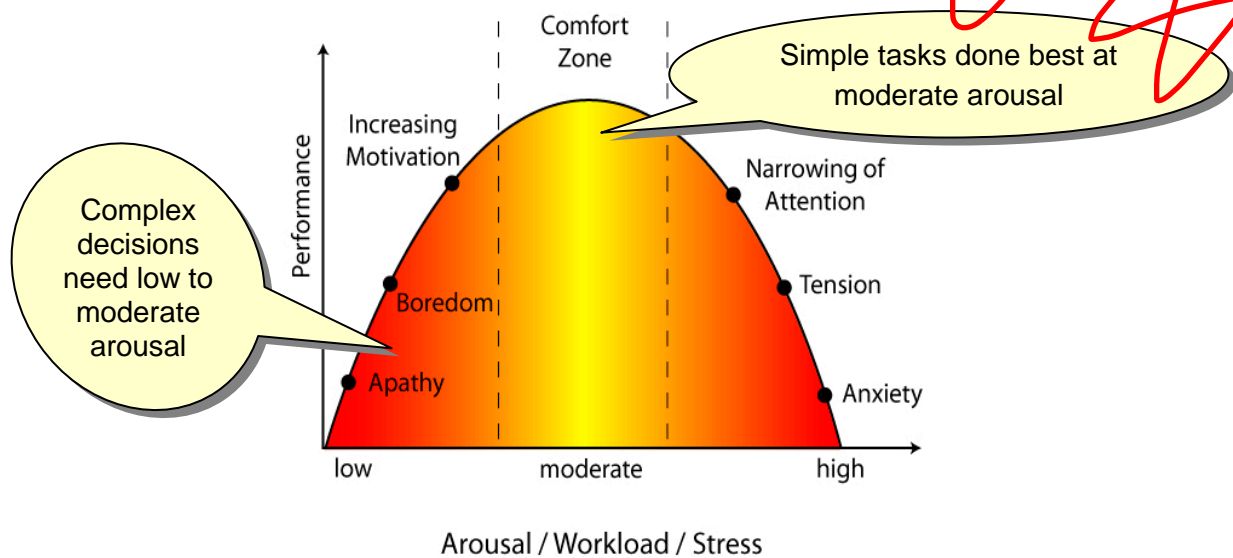 Comfort
Zone
Simple tasks done best at
moderate arousal
Increasing
Motivation
Narrowing of
Attention
Performance
Complex
decisions
need low to
moderate
arousal
Boredom
Tension
Apathy
Anxiety
low
moderate
high
Arousal / Workload / Stress